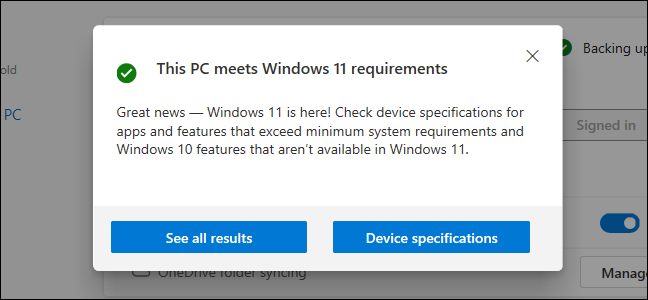 This PC meets Windows 11 requirements
Backing up
old
Great news — Windows 11 is here! Check device specifications for
apps and features that exceed minimum system requirements and
Windows 10 features that aren't available in Windows 11.
PC
Signed in
See all results
Device specifications
OneDrive folder syncing
Manage